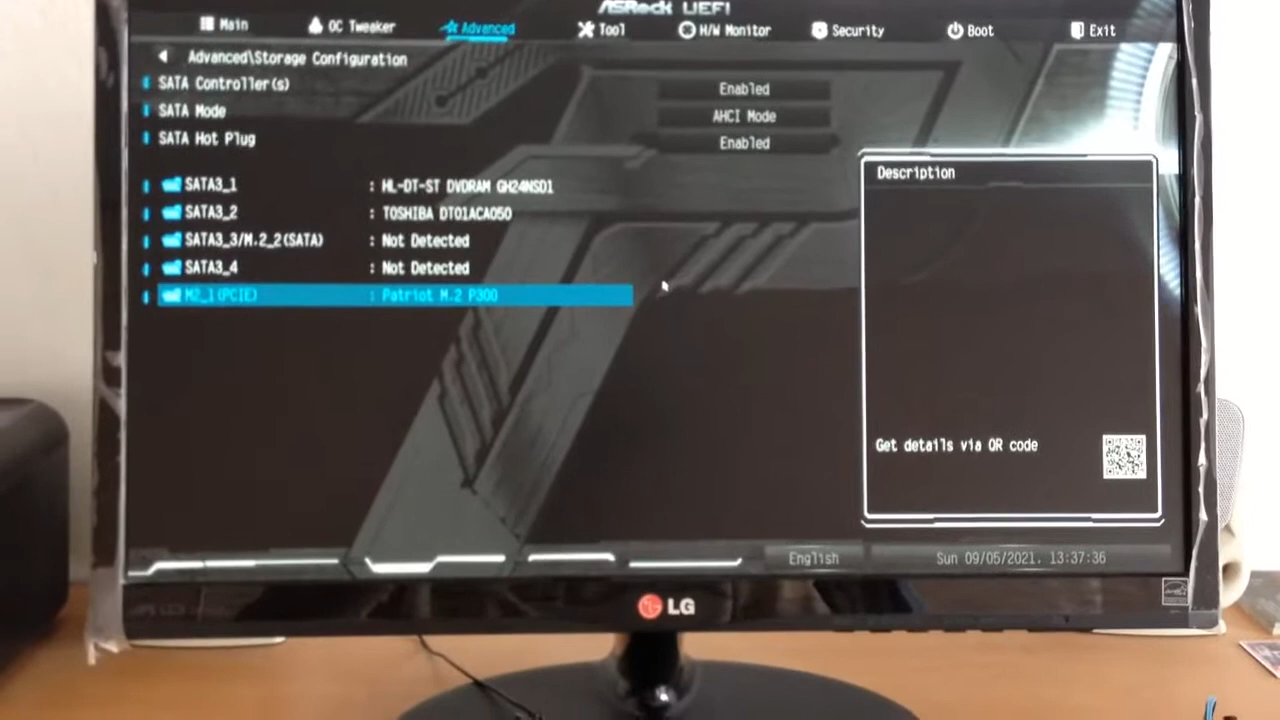 ASRock UEFI
Main OC Tweaker Advanced Tool H/W Monitor Security Boot Exit
Advanced\Storage Configuration
SATA Controller(s) Enabled
SATA Mode AHCI Mode
SATA Hot Plug Enabled
Description
SATA3_1 : HL-DT-ST DVDRAM GH24NSD1
SATA3_2 : TOSHIBA DT01ACA050
SATA3_3/M.2_2(SATA) : Not Detected
SATA3_4 : Not Detected
M2_1(PCIE) : Patriot M.2 P300
Get details via QR code
English Sun 09/05/2021. 13:37:36
LG